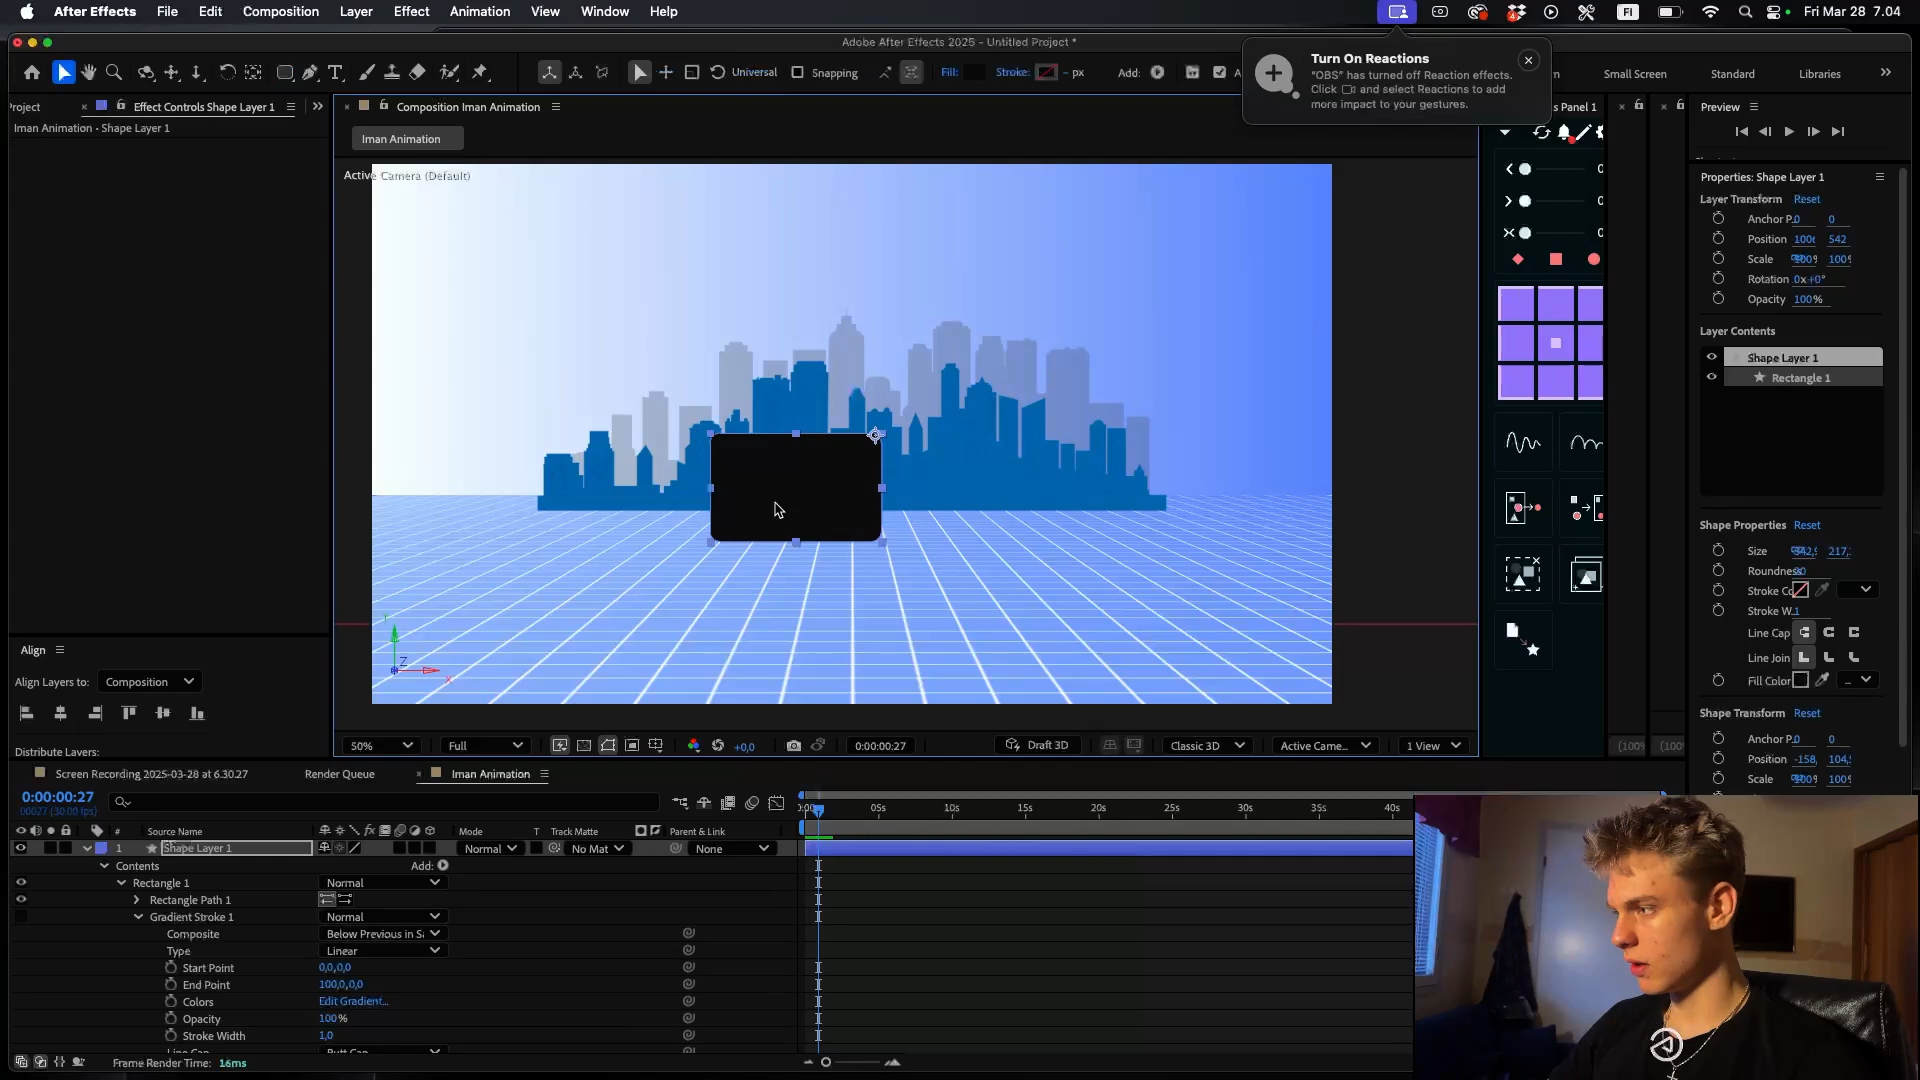 After Effects File Edit Composition Layer Effect Animation View Window Help FI Fri Mar 28 7.04
Adobe After Effects 2025 - Untitled Project *
Turn On Reactions
"OBS" has turned off Reaction effects.
Click and select Reactions to add
more impact to your gestures.
Universal Snapping Fill: Stroke: - px Add: Small Screen Standard Libraries
Effect Controls Shape Layer 1 Composition Iman Animation s Panel 1 Preview
Iman Animation • Shape Layer 1
Iman Animation
Active Camera (Default)
Properties: Shape Layer 1
Layer Transform Reset
Anchor P. 0 0
Position 542
Scale
Rotation 0x+0°
Opacity 100%
Layer Contents
Shape Layer 1
Rectangle 1
Shape Properties Reset
Size 217,
Roundness
Stroke Co
Stroke W. 1
Line Cap
Line Join
Fill Color
Shape Transform Reset
Anchor P. 0 0
Position -158, 104,
Scale
Align
Align Layers to: Composition
Distribute Layers:
50% Full +0,0 0:00:00:27 Draft 3D Classic 3D Active Came... 1 View (100%
Screen Recording 2025-03-28 at 6.30.27 Render Queue Iman Animation
0:00:00:27
00027 (30.00 fps)
05s 10s 15s 20s 25s 30s 35s 40s
# Source Name Mode T Track Matte Parent & Link
1 Shape Layer 1 Normal No Mat None
Contents Add:
Rectangle 1 Normal
Rectangle Path 1
Gradient Stroke 1 Normal
Composite Below Previous in Sa
Type Linear
Start Point 0,0,0,0
End Point 100,0,0,0
Colors Edit Gradient...
Opacity 100%
Stroke Width 1,0
Line Cap Butt Cap
Frame Render Time: 16ms